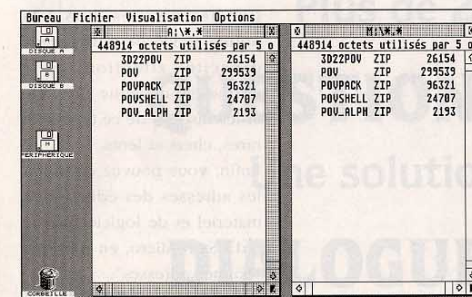 Bureau Fichier Visualisation Options
A:\*.*
448914 octets utilisés par 5 o
3D22POV ZIP 26154
POV ZIP 299539
POVPACK ZIP 96321
POVSHELL ZIP 24707
POV_ALPH ZIP 2193
M:\*.*
448914 octets utilisés par 5 o
3D22POV ZIP 26154
POV ZIP 299539
POVPACK ZIP 96321
POVSHELL ZIP 24707
POV_ALPH ZIP 2193
A
DISQUE A
B
DISQUE B
M
PERIPHERIQUE
CORBEILLE